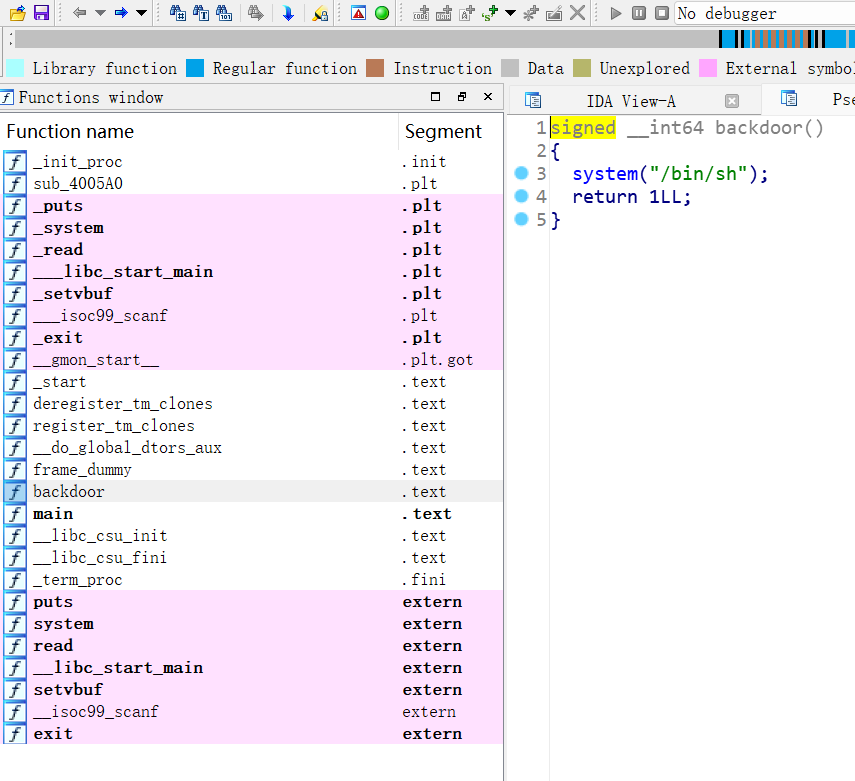 No debugger
Library function Regular function Instruction Data Unexplored External symbo
Functions window
IDA View-A
Pse
Function name Segment
_init_proc .init
sub_4005A0 .plt
_puts .plt
_system .plt
_read .plt
___libc_start_main .plt
_setvbuf .plt
___isoc99_scanf .plt
_exit .plt
__gmon_start__ .plt.got
_start .text
deregister_tm_clones .text
register_tm_clones .text
__do_global_dtors_aux .text
frame_dummy .text
backdoor .text
main .text
__libc_csu_init .text
__libc_csu_fini .text
_term_proc .fini
puts extern
system extern
read extern
__libc_start_main extern
setvbuf extern
__isoc99_scanf extern
exit extern
1 signed __int64 backdoor()
2 {
3 system("/bin/sh");
4 return 1LL;
5 }